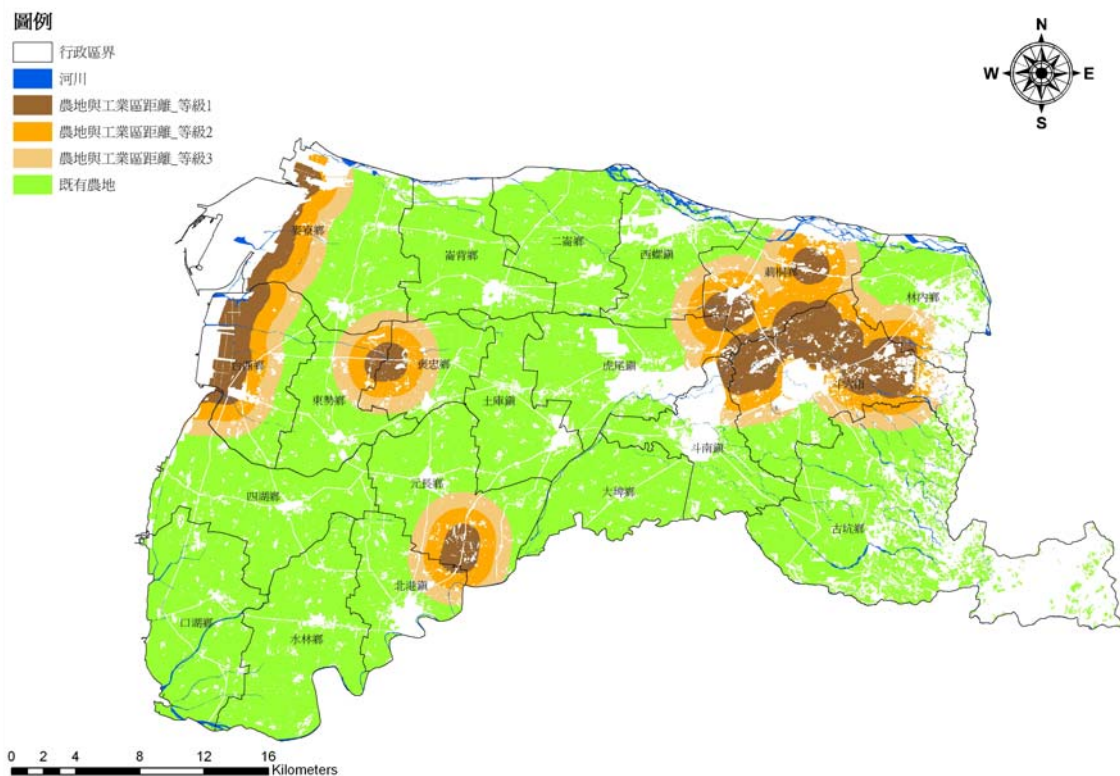 圖例
行政區界
河川
農地與工業區距離_等級1
農地與工業區距離_等級2
農地與工業區距離_等級3
既有農地
N
W
E
S
麥寮鄉
崙背鄉
二崙鄉
西螺鎮
莿桐鄉
林內鄉
台西鄉
東勢鄉
褒忠鄉
土庫鎮
虎尾鎮
斗六市
斗南鎮
四湖鄉
元長鄉
大埤鄉
古坑鄉
北港鎮
口湖鄉
水林鄉
0 2 4 8 12 16
Kilometers